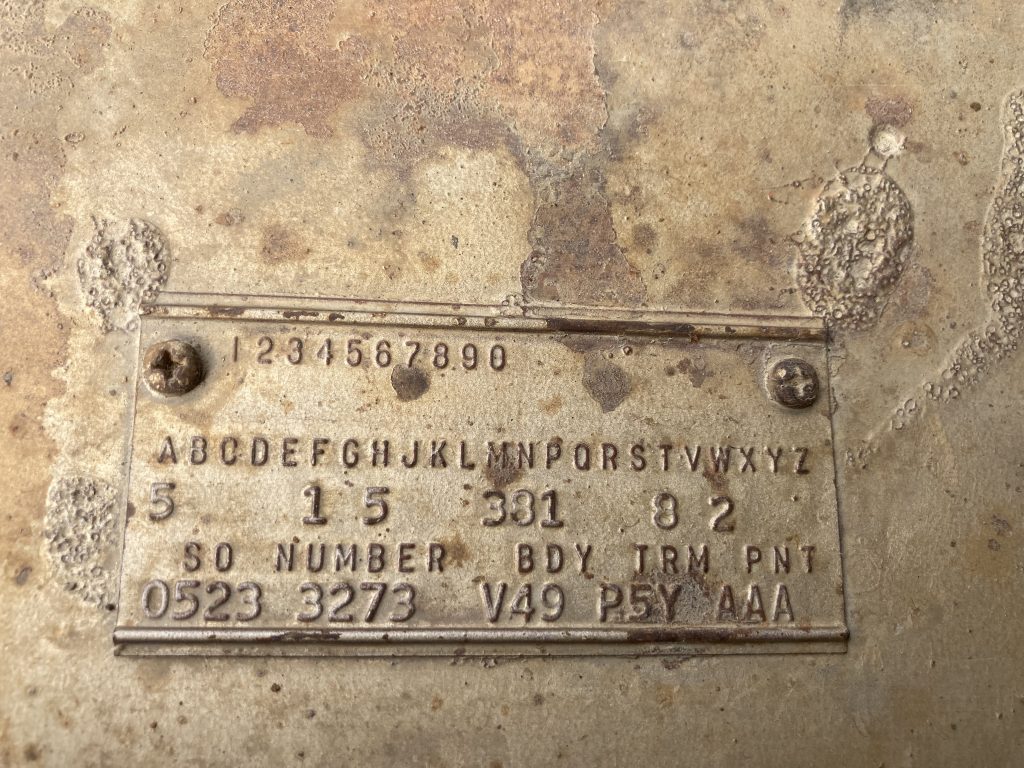 1234567890
ABCDEFGHJKLMNPQRSTVWXYZ
5 1 5 331 8 2
SO NUMBER BDY TRM PNT
0523 3273 V49 P5Y AAA